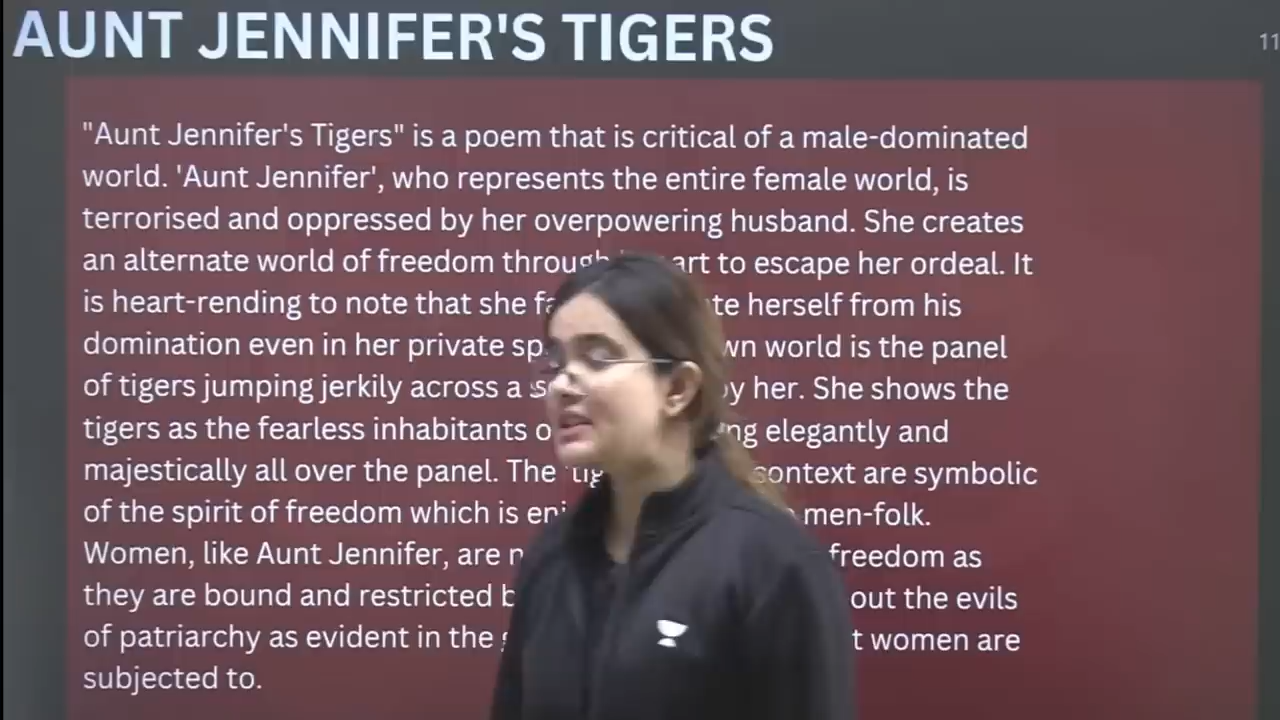 AUNT JENNIFER'S TIGERS
11
"Aunt Jennifer's Tigers" is a poem that is critical of a male-dominated
world. 'Aunt Jennifer', who represents the entire female world, is
terrorised and oppressed by her overpowering husband. She creates
an alternate world of freedom through art to escape her ordeal. It
is heart-rending to note that she herself from his
domination even in her private world is the panel
of tigers jumping jerkily across a by her. She shows the
tigers as the fearless inhabitants elegantly and
majestically all over the panel. The context are symbolic
of the spirit of freedom which is men-folk.
Women, like Aunt Jennifer, are freedom as
they are bound and restricted out the evils
of patriarchy as evident in the women are
subjected to.